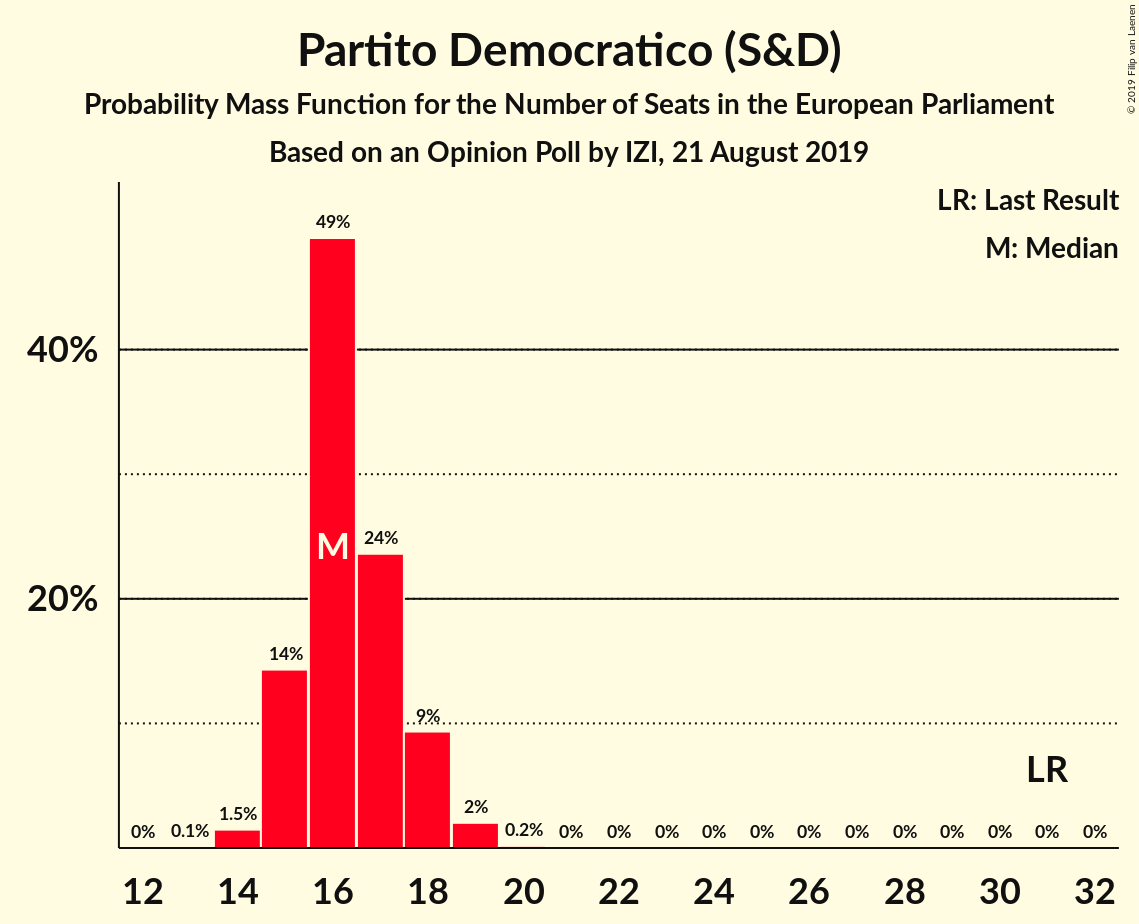 Partito Democratico (S&D)
Probability Mass Function for the Number of Seats in the European Parliament
Based on an Opinion Poll by IZI, 21 August 2019
© 2019 Filip van Laenen
LR: Last Result
M: Median
49%
40%
M
24%
20%
14%
9%
LR
0% 0.1% 1.5% 2% 0.2% 0% 0% 0% 0% 0% 0% 0% 0% 0% 0% 0% 0%
12 14 16 18 20 22 24 26 28 30 32